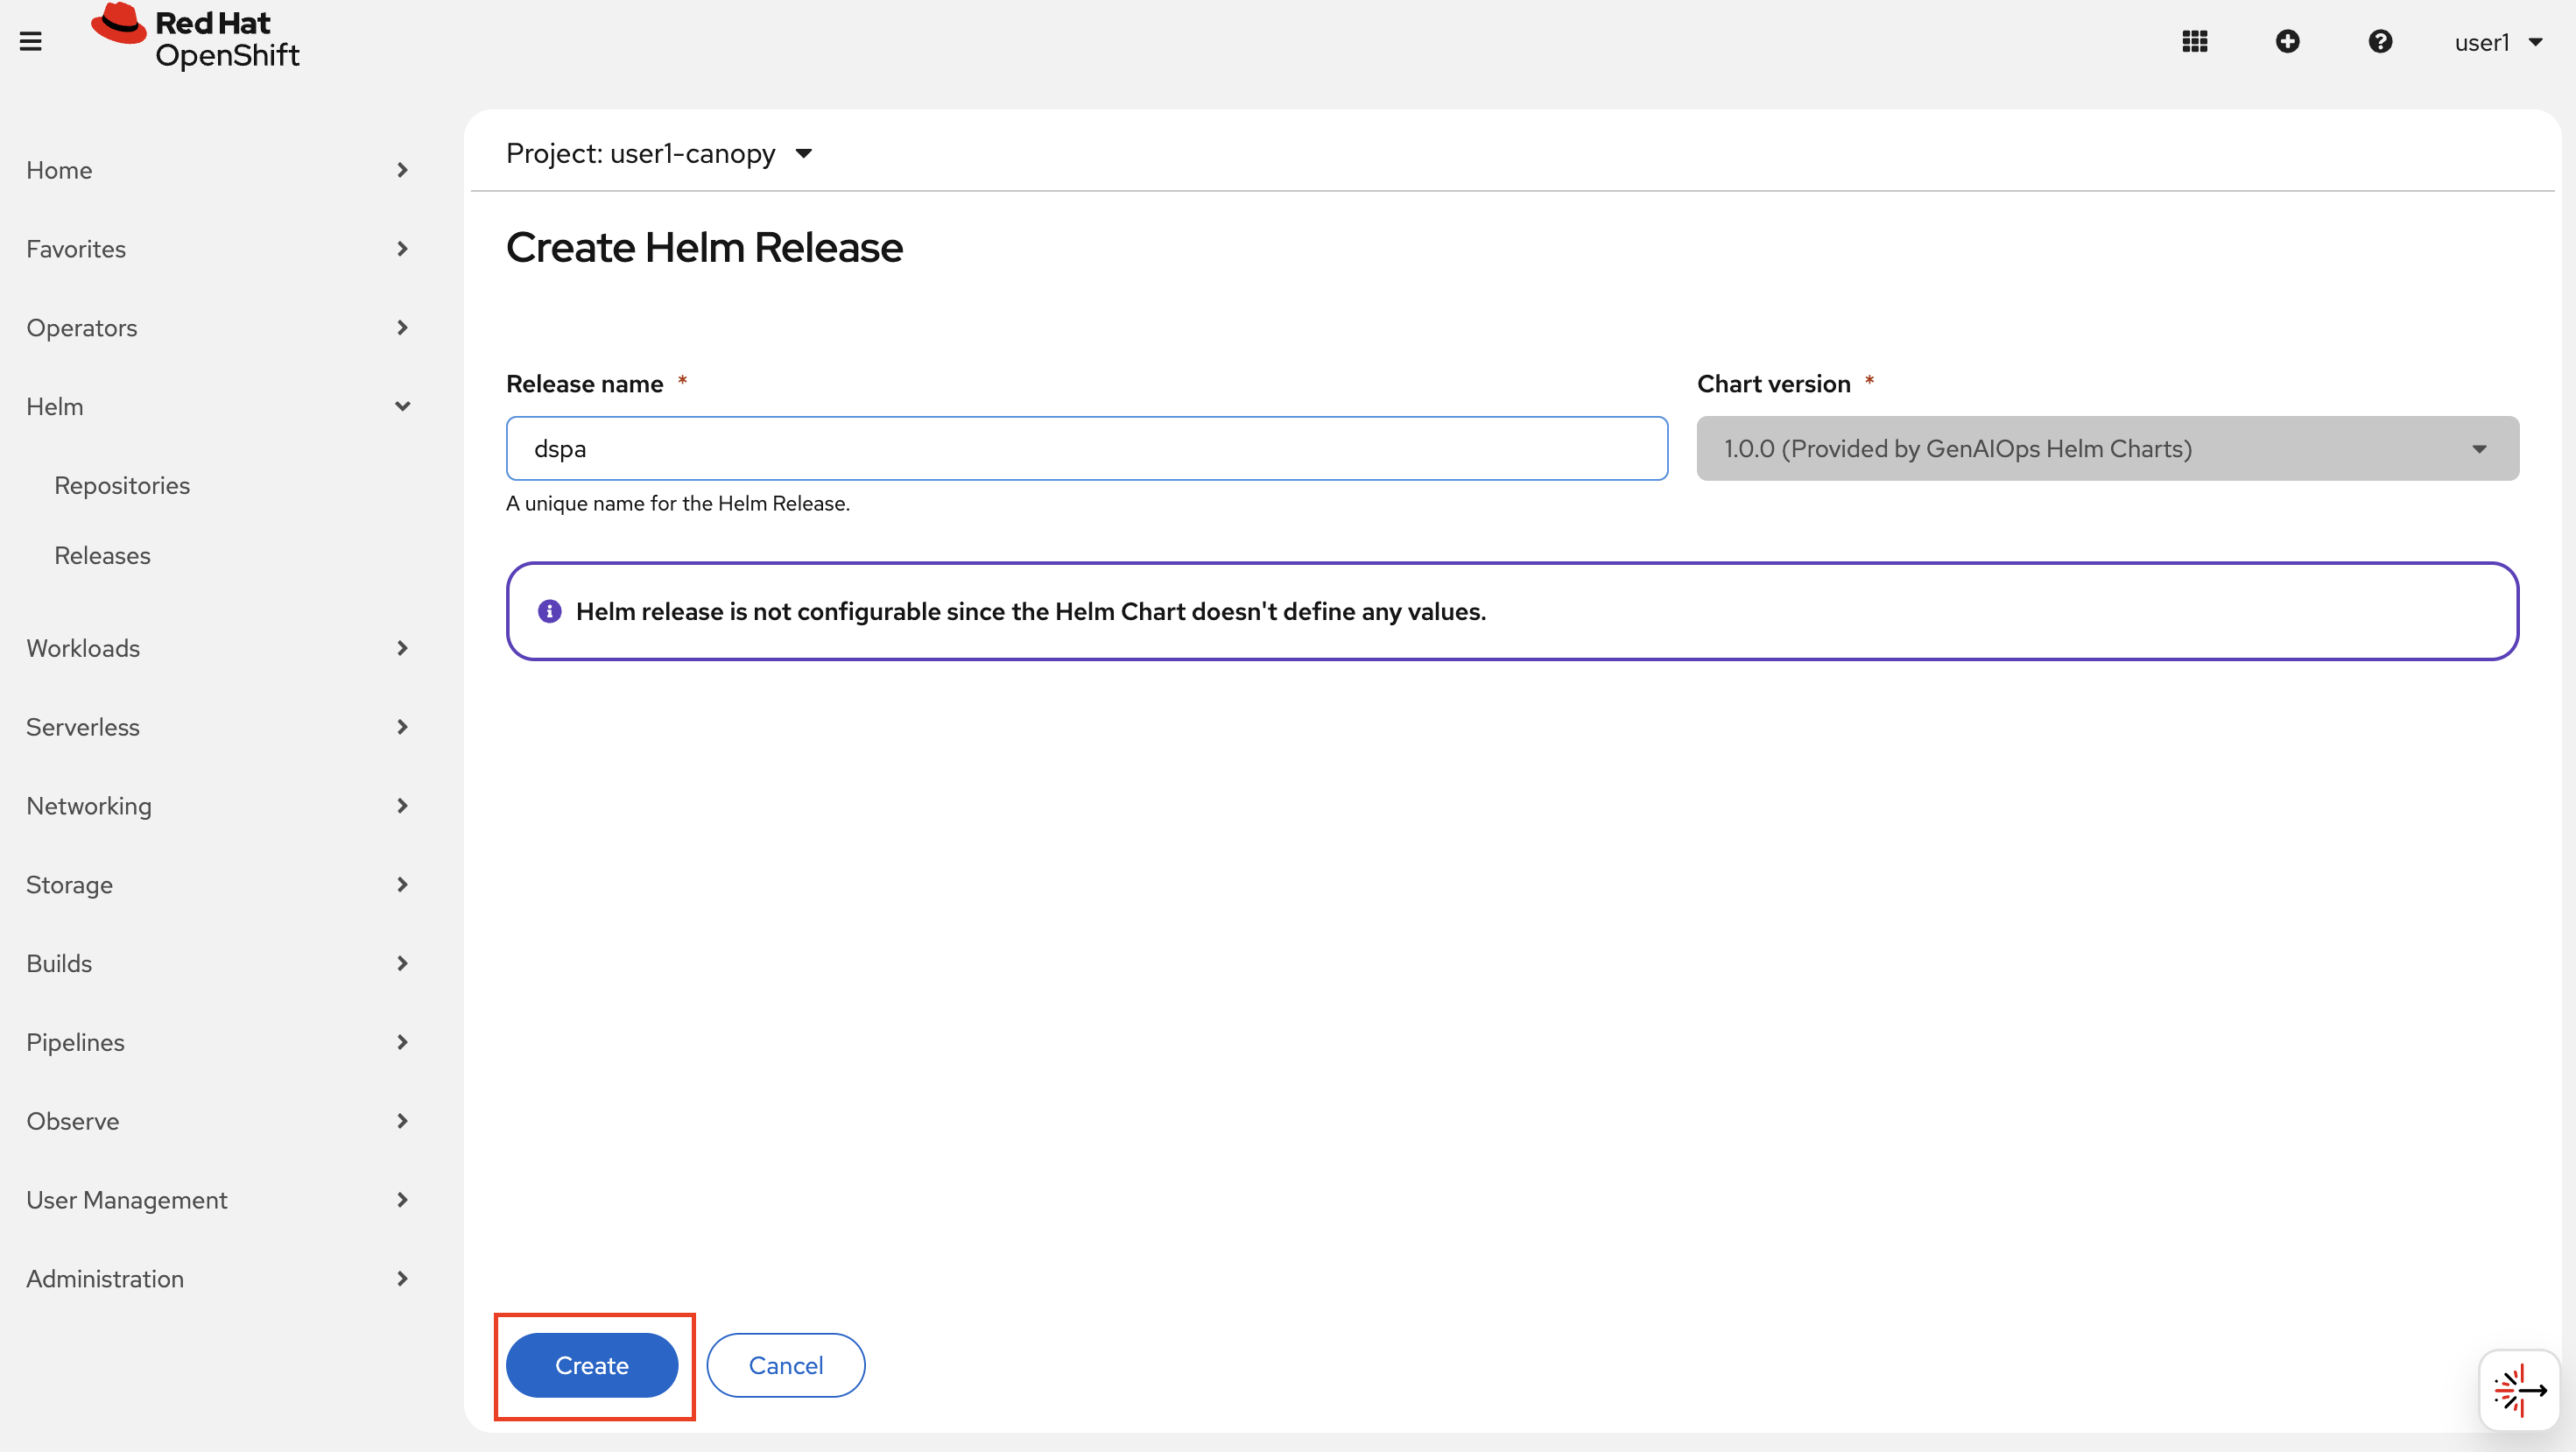 Red Hat
OpenShift
user1
Home
Favorites
Operators
Helm
Repositories
Releases
Workloads
Serverless
Networking
Storage
Builds
Pipelines
Observe
User Management
Administration
Project: user1-canopy
Create Helm Release
Release name *
dspa
A unique name for the Helm Release.
Chart version *
1.0.0 (Provided by GenAIOps Helm Charts)
Helm release is not configurable since the Helm Chart doesn't define any values.
Create
Cancel